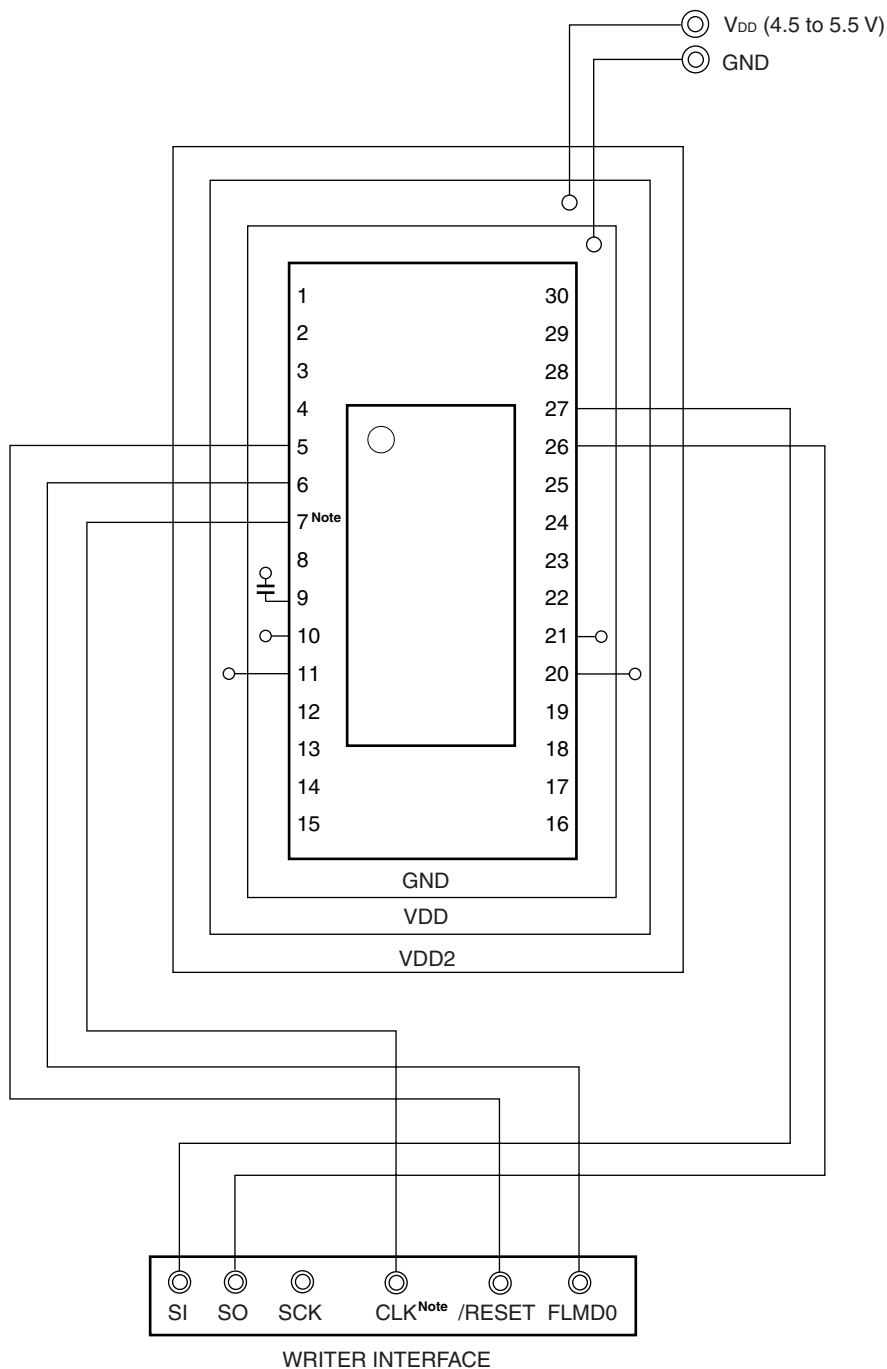 VDD (4.5 to 5.5 V)
GND
1 30
2 29
3 28
4 27
5 26
6 25
7 Note 24
8 23
9 22
10 21
11 20
12 19
13 18
14 17
15 16
GND
VDD
VDD2
SI SO SCK CLK Note /RESET FLMD0
WRITER INTERFACE